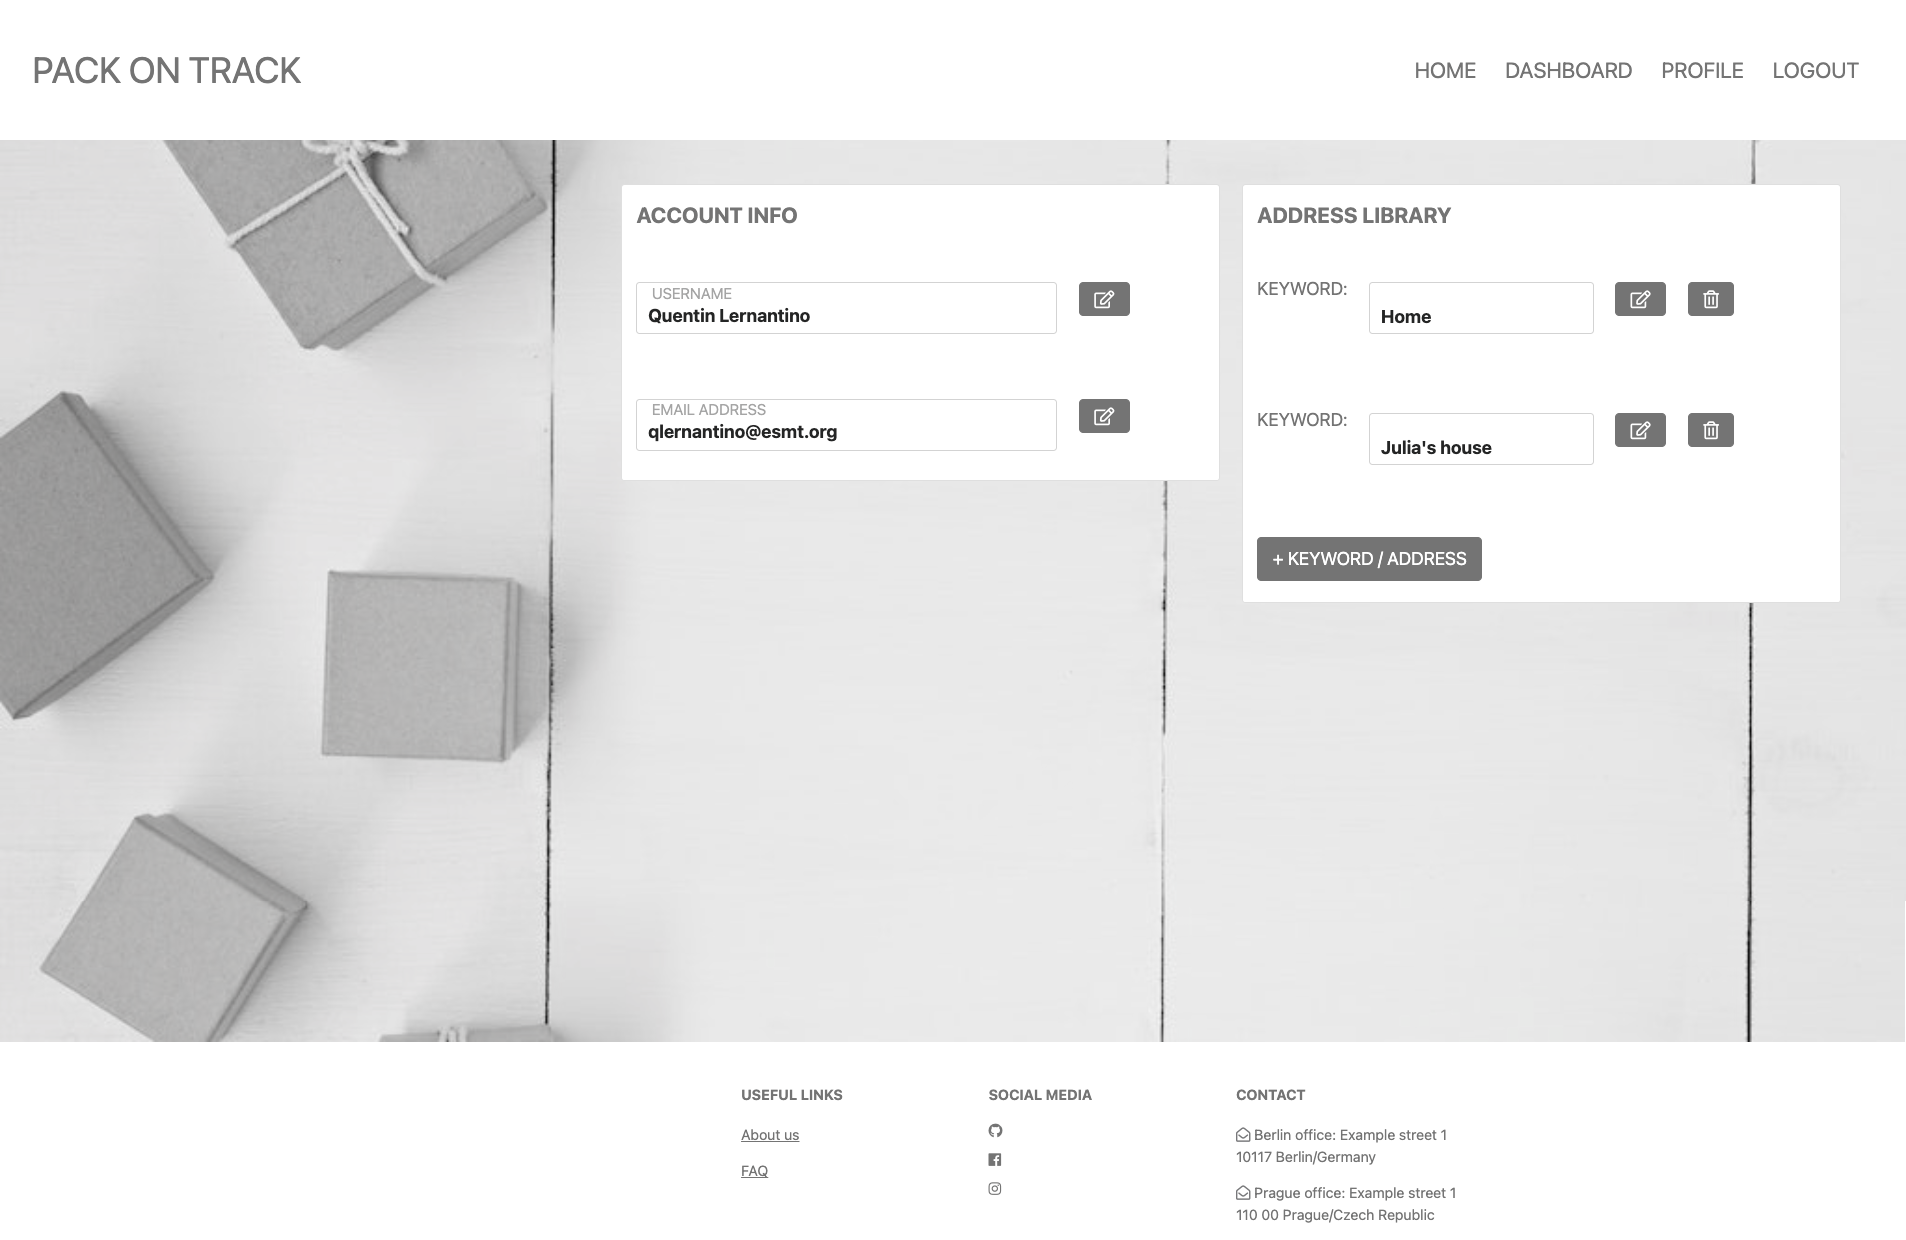 PACK ON TRACK
HOME DASHBOARD PROFILE LOGOUT
ACCOUNT INFO
USERNAME
Quentin Lernantino
EMAIL ADDRESS
qlernantino@esmt.org
ADDRESS LIBRARY
KEYWORD:
Home
KEYWORD:
Julia's house
+ KEYWORD / ADDRESS
USEFUL LINKS
About us
FAQ
SOCIAL MEDIA
CONTACT
Berlin office: Example street 1
10117 Berlin/Germany
Prague office: Example street 1
110 00 Prague/Czech Republic